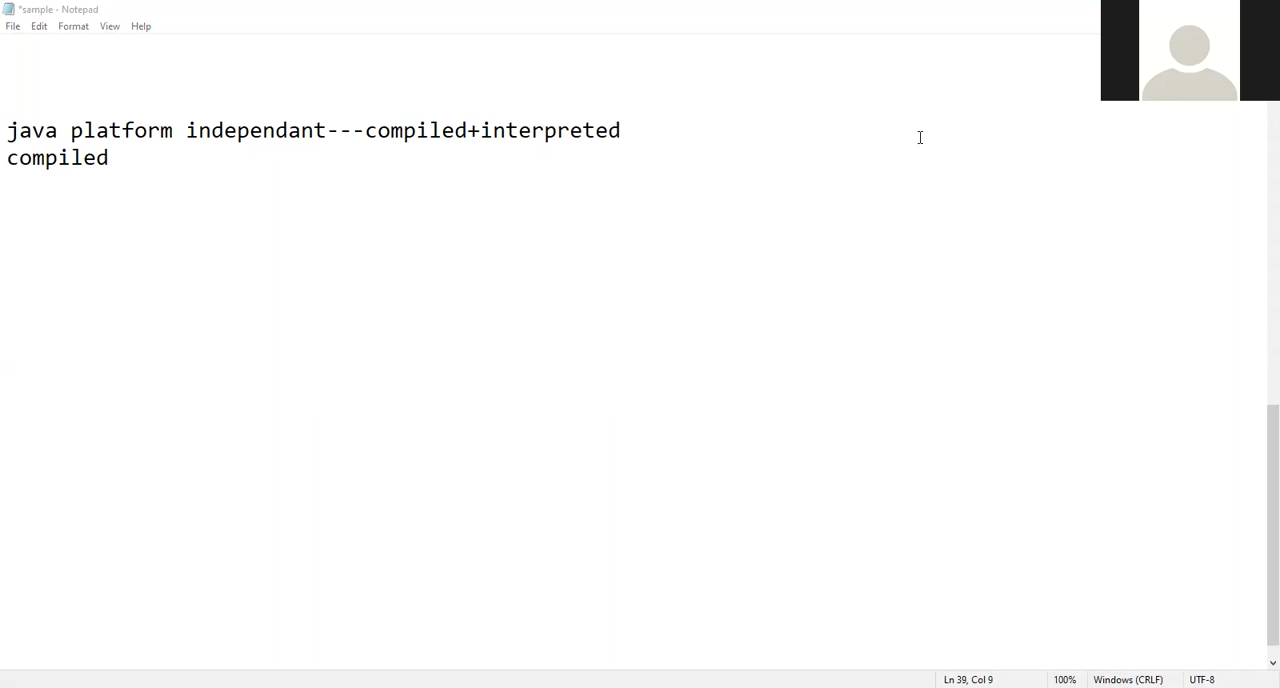 *sample - Notepad
File Edit Format View Help
java platform independant---compiled+interpreted
compiled
Ln 39, Col 9 100% Windows (CRLF) UTF-8